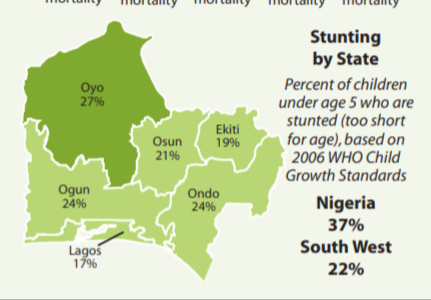 mortality mortality mortality mortality mortality
Stunting
by State
Percent of children
under age 5 who are
stunted (too short
for age), based on
2006 WHO Child
Growth Standards
Nigeria
37%
South West
22%
Oyo
27%
Osun
21%
Ekiti
19%
Ogun
24%
Ondo
24%
Lagos
17%